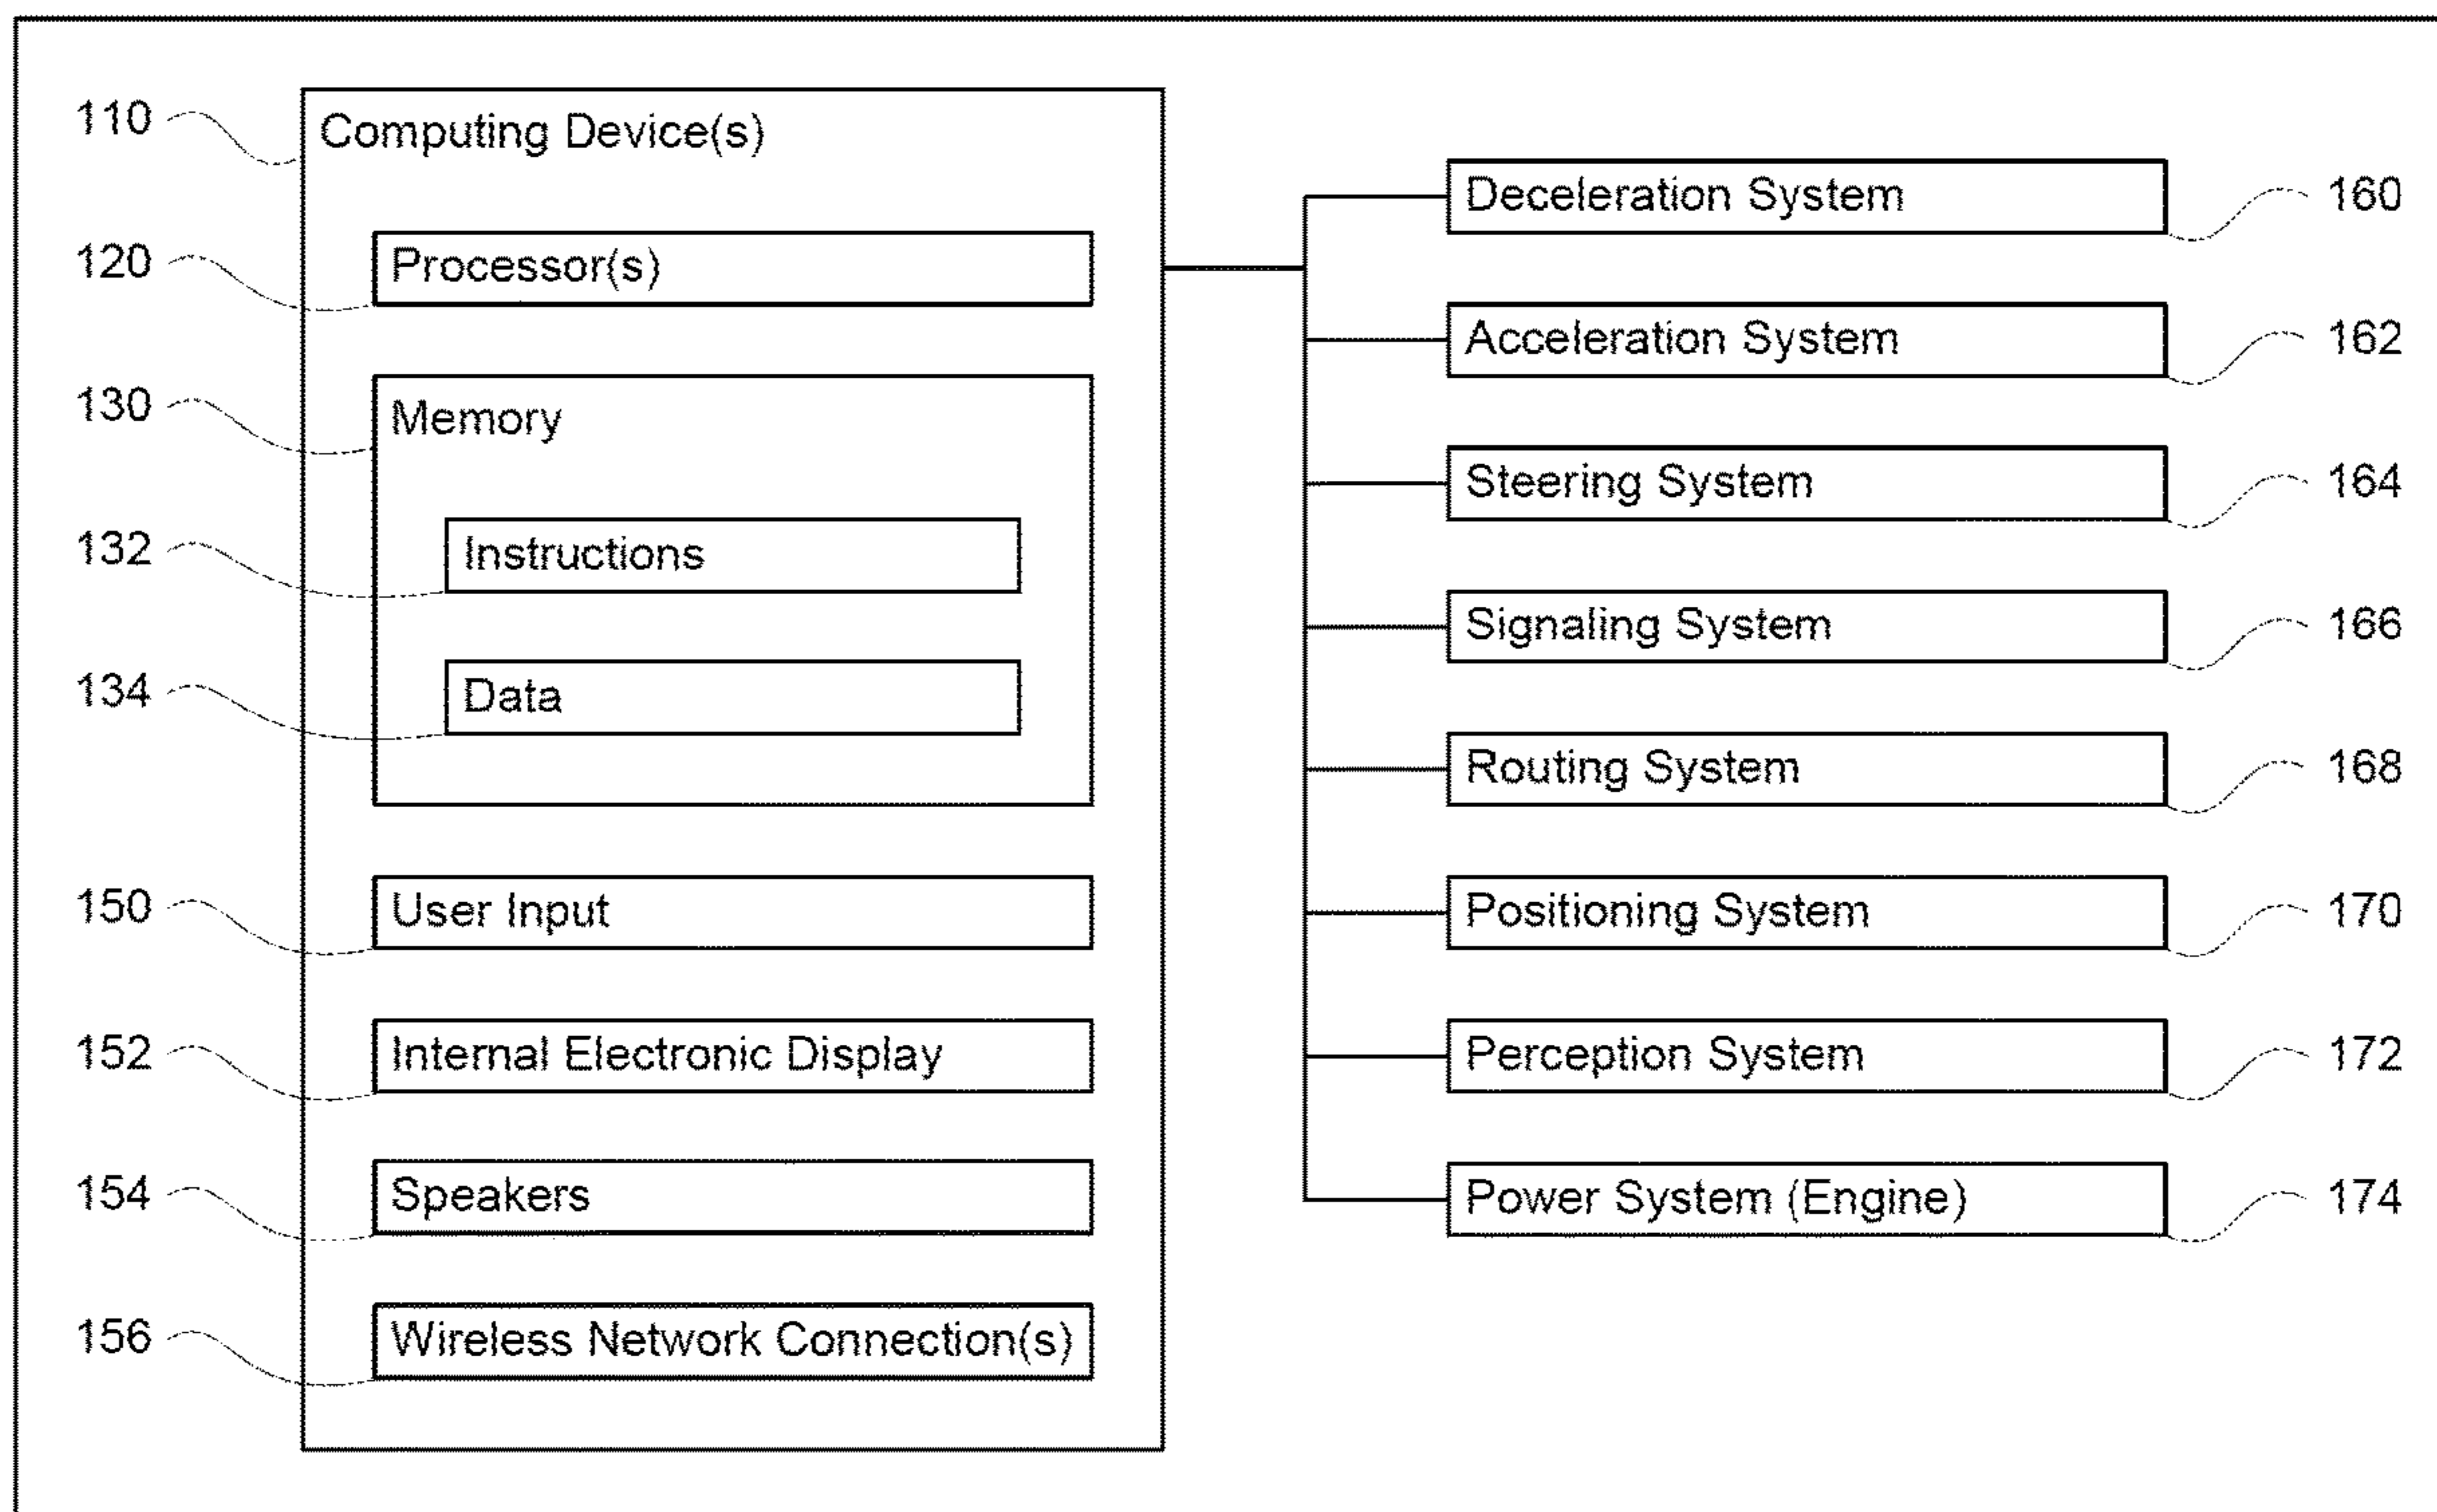 110 Computing Device(s)
120 Processor(s)
130 Memory
132 Instructions
134 Data
150 User Input
152 Internal Electronic Display
154 Speakers
156 Wireless Network Connection(s)
Deceleration System 160
Acceleration System 162
Steering System 164
Signaling System 166
Routing System 168
Positioning System 170
Perception System 172
Power System (Engine) 174